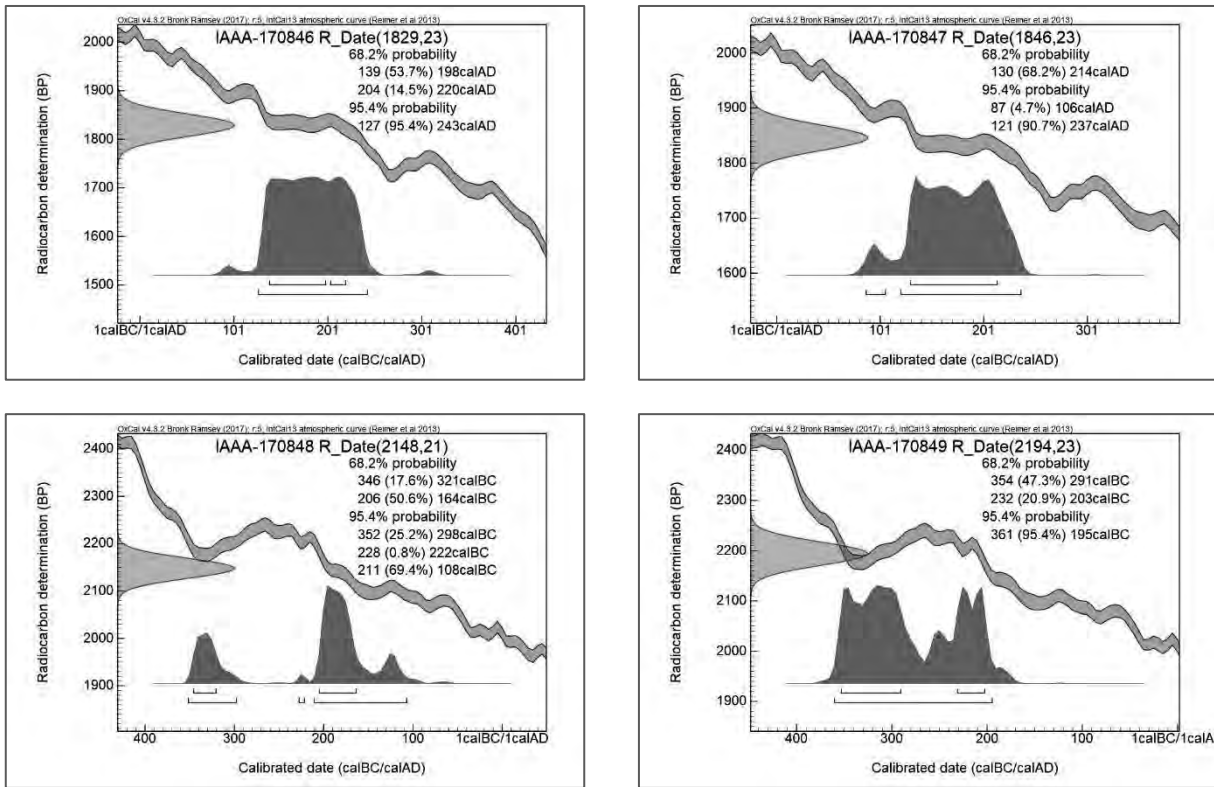 OxCal v4.3.2 Bronk Ramsey (2017); r:5; IntCal13 atmospheric curve (Reimer et al 2013)
IAAA-170846 R_Date(1829,23)
68.2% probability
139 (53.7%) 198calAD
204 (14.5%) 220calAD
95.4% probability
127 (95.4%) 243calAD
Radiocarbon determination (BP)
2000
1900
1800
1700
1600
1500
1calBC/1calAD 101 201 301 401
Calibrated date (calBC/calAD)
OxCal v4.3.2 Bronk Ramsey (2017); r:5; IntCal13 atmospheric curve (Reimer et al 2013)
IAAA-170847 R_Date(1846,23)
68.2% probability
130 (68.2%) 214calAD
95.4% probability
87 (4.7%) 106calAD
121 (90.7%) 237calAD
Radiocarbon determination (BP)
2000
1900
1800
1700
1600
1calBC/1calAD 101 201 301
Calibrated date (calBC/calAD)
OxCal v4.3.2 Bronk Ramsey (2017); r:5; IntCal13 atmospheric curve (Reimer et al 2013)
IAAA-170848 R_Date(2148,21)
68.2% probability
346 (17.6%) 321calBC
206 (50.6%) 164calBC
95.4% probability
352 (25.2%) 298calBC
228 (0.8%) 222calBC
211 (69.4%) 108calBC
Radiocarbon determination (BP)
2400
2300
2200
2100
2000
1900
400 300 200 100 1calBC/1calAD
Calibrated date (calBC/calAD)
OxCal v4.3.2 Bronk Ramsey (2017); r:5; IntCal13 atmospheric curve (Reimer et al 2013)
IAAA-170849 R_Date(2194,23)
68.2% probability
354 (47.3%) 291calBC
232 (20.9%) 203calBC
95.4% probability
361 (95.4%) 195calBC
Radiocarbon determination (BP)
2400
2300
2200
2100
2000
1900
400 300 200 100 1calBC/1calA
Calibrated date (calBC/calAD)